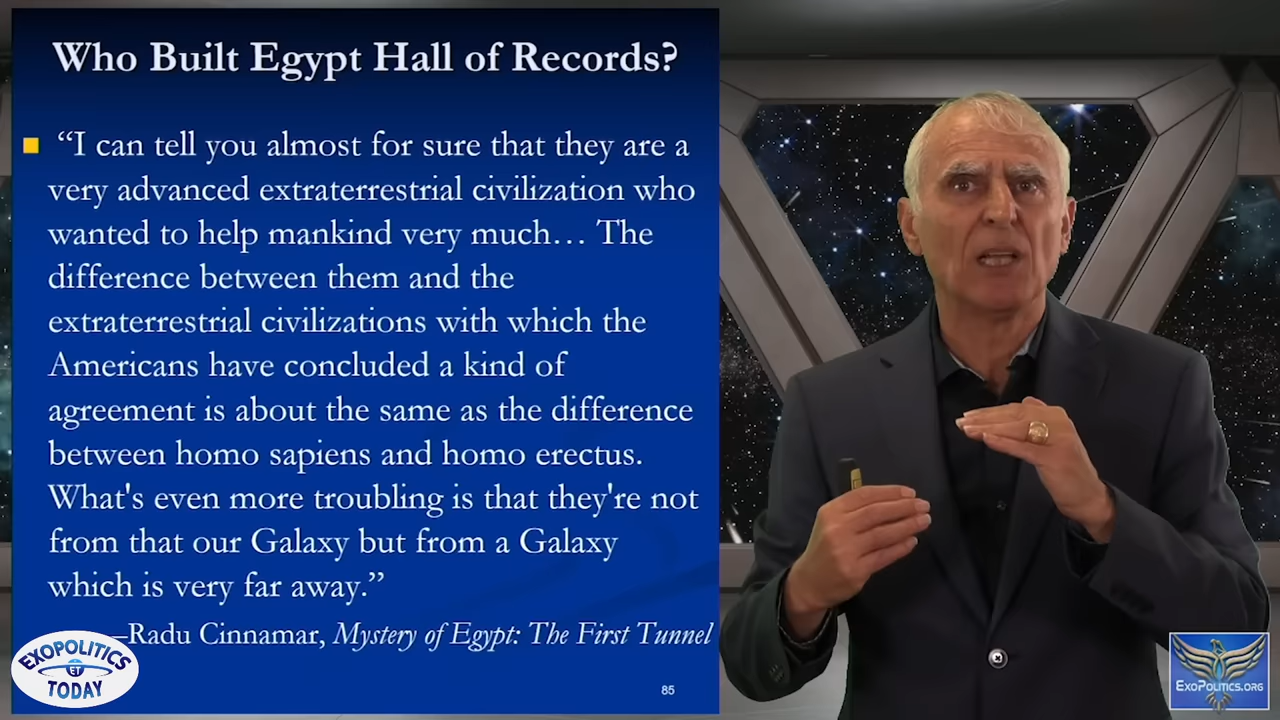 Who Built Egypt Hall of Records?
“I can tell you almost for sure that they are a
very advanced extraterrestrial civilization who
wanted to help mankind very much… The
difference between them and the
extraterrestrial civilizations with which the
Americans have concluded a kind of
agreement is about the same as the difference
between homo sapiens and homo erectus.
What's even more troubling is that they're not
from that our Galaxy but from a Galaxy
which is very far away.”
–Radu Cinnamar, Mystery of Egypt: The First Tunnel
85
EXOPOLITICS
ET
TODAY
EXOPOLITICS.ORG